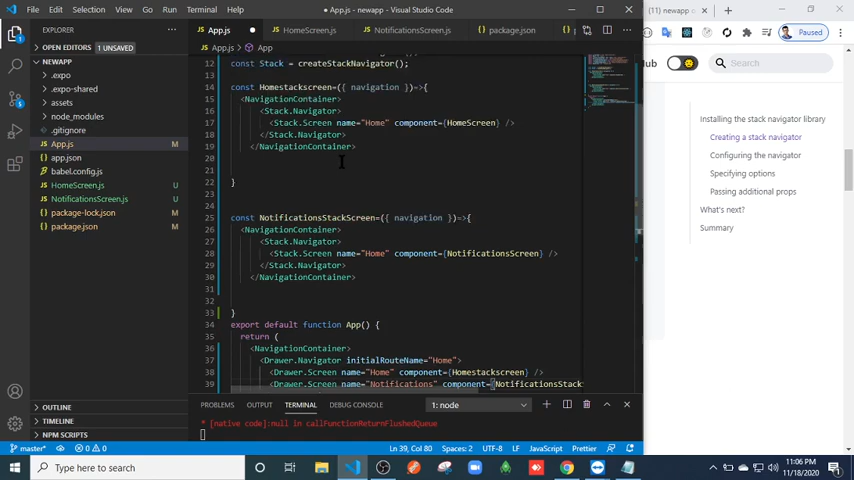 File Edit Selection View Go Run Terminal Help
App.js - newapp - Visual Studio Code
(11) newapp o
EXPLORER
App.js
HomeScreen.js
NotificationsScreen.js
package.json
Paused
App.js > App
OPEN EDITORS 1 UNSAVED
NEWAPP
.expo
.expo-shared
assets
node_modules
.gitignore
App.js M
app.json
babel.config.js
HomeScreen.js U
NotificationsScreen.js U
package-lock.json
package.json
12 const Stack = createStackNavigator();
13
14 const Homestackscreen=({ navigation })=>{
15 <NavigationContainer>
16 <Stack.Navigator>
17 <Stack.Screen name="Home" component={HomeScreen} />
18 </Stack.Navigator>
19 </NavigationContainer>
20
21
22 }
23
24
25 const NotificationsStackScreen=({ navigation })=>{
26 <NavigationContainer>
27 <Stack.Navigator>
28 <Stack.Screen name="Home" component={NotificationsScreen} />
29 </Stack.Navigator>
30 </NavigationContainer>
31
32
33 }
34 export default function App() {
35 return (
36 <NavigationContainer>
37 <Drawer.Navigator initialRouteName="Home">
38 <Drawer.Screen name="Home" component={Homestackscreen} />
39 <Drawer.Screen name="Notifications" component={NotificationsStack
ub
Search
Installing the stack navigator library
Creating a stack navigator
Configuring the navigator
Specifying options
Passing additional props
What's next?
Summary
OUTLINE
TIMELINE
NPM SCRIPTS
PROBLEMS OUTPUT TERMINAL DEBUG CONSOLE
1: node
* [native code]:null in callFunctionReturnFlushedQueue
master* 0 0
Ln 39, Col 80 Spaces: 2 UTF-8 LF JavaScript Prettier
Type here to search
11:06 PM
11/18/2020